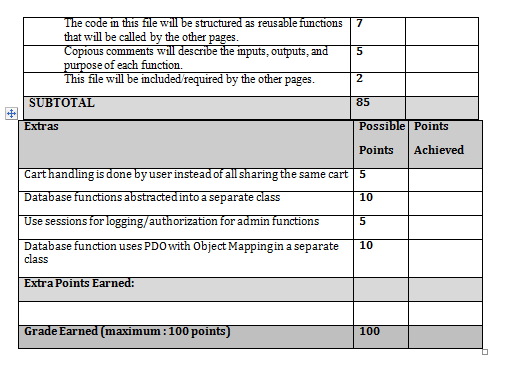 The code in this file will be structured as reusable functions 7
that will be called by the other pages.
Copious comments will describe the inputs, outputs, and 5
purpose of each function.
This file will be included/required by the other pages. 2
SUBTOTAL 85
Extras Possible Points
Points Achieved
Cart handling is done by user instead of all sharing the same cart 5
Database functions abstracted into a separate class 10
Use sessions for logging/authorization for admin functions 5
Database function uses PDO with Object Mapping in a separate 10
class
Extra Points Earned:
Grade Earned (maximum : 100 points) 100